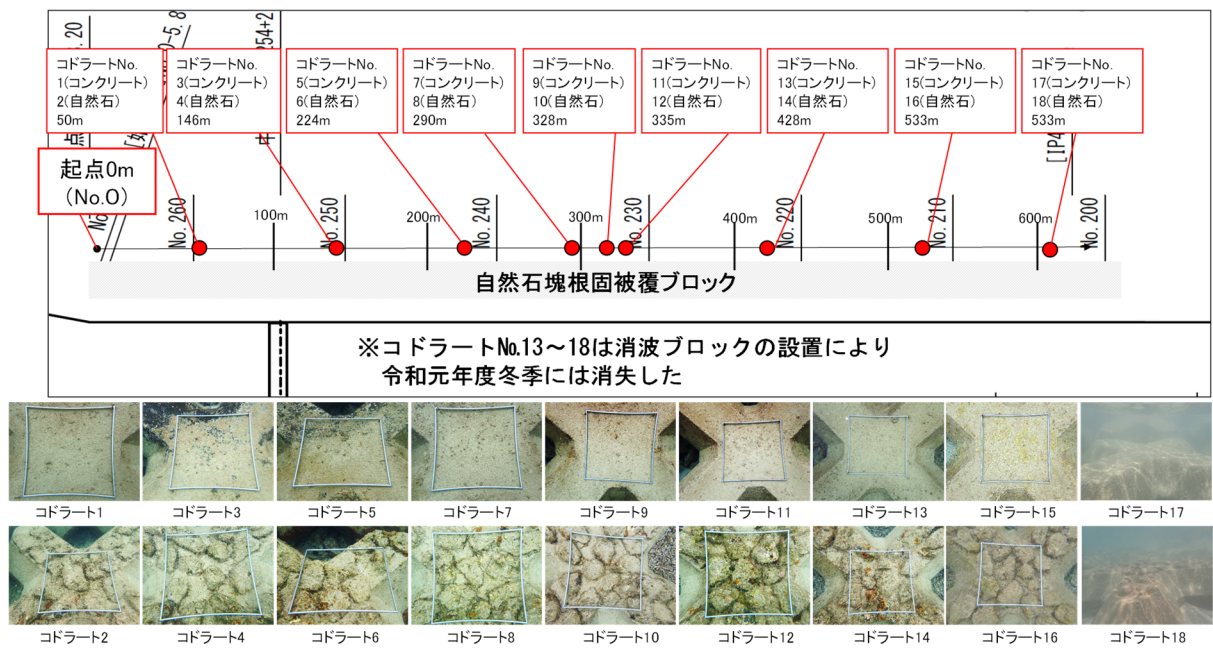 .20
0-5.8
254+2
コドラートNo.
1(コンクリート)
2(自然石)
50m
コドラートNo.
3(コンクリート)
4(自然石)
146m
コドラートNo.
5(コンクリート)
6(自然石)
224m
コドラートNo.
7(コンクリート)
8(自然石)
290m
コドラートNo.
9(コンクリート)
10(自然石)
328m
コドラートNo.
11(コンクリート)
12(自然石)
335m
コドラートNo.
13(コンクリート)
14(自然石)
428m
コドラートNo.
15(コンクリート)
16(自然石)
533m
コドラートNo.
17(コンクリート)
18(自然石)
533m
点
中
[IP4
起点0m
(No.O)
No.260
100m
No.250
200m
No.240
300m
No.230
400m
No.220
500m
No.210
600m
No.200
自然石塊根固被覆ブロック
※コドラート№13～18は消波ブロックの設置により
令和元年度冬季には消失した
コドラート1
コドラート3
コドラート5
コドラート7
コドラート9
コドラート11
コドラート13
コドラート15
コドラート17
コドラート2
コドラート4
コドラート6
コドラート8
コドラート10
コドラート12
コドラート14
コドラート16
コドラート18